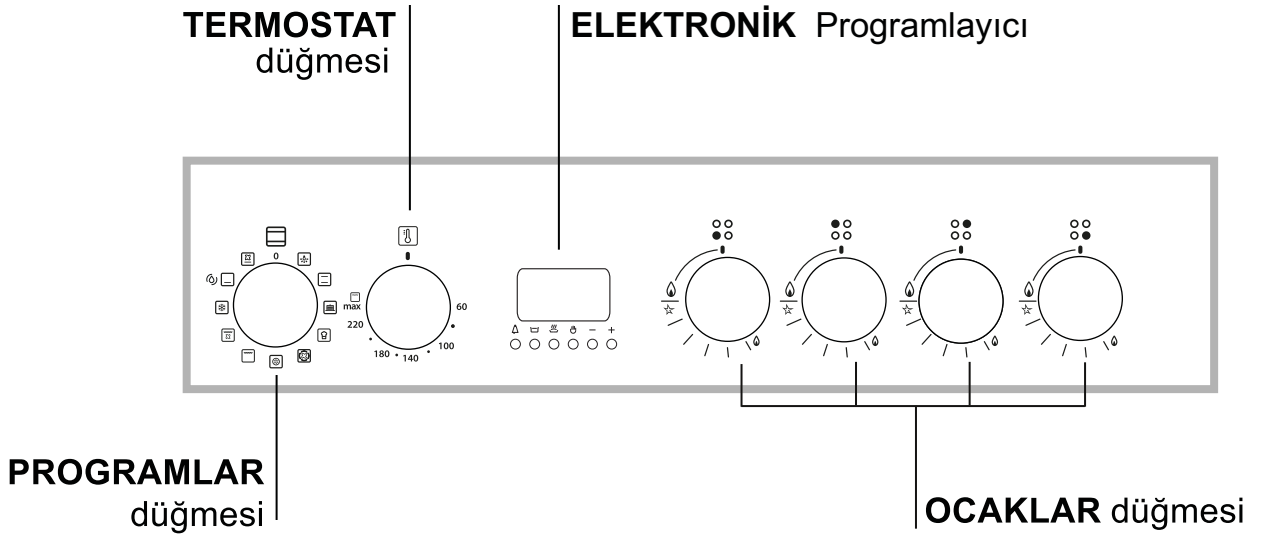 TERMOSTAT
düğmesi
ELEKTRONİK Programlayıcı
0
max
220
180
140
100
60
PROGRAMLAR
düğmesi
OCAKLAR düğmesi